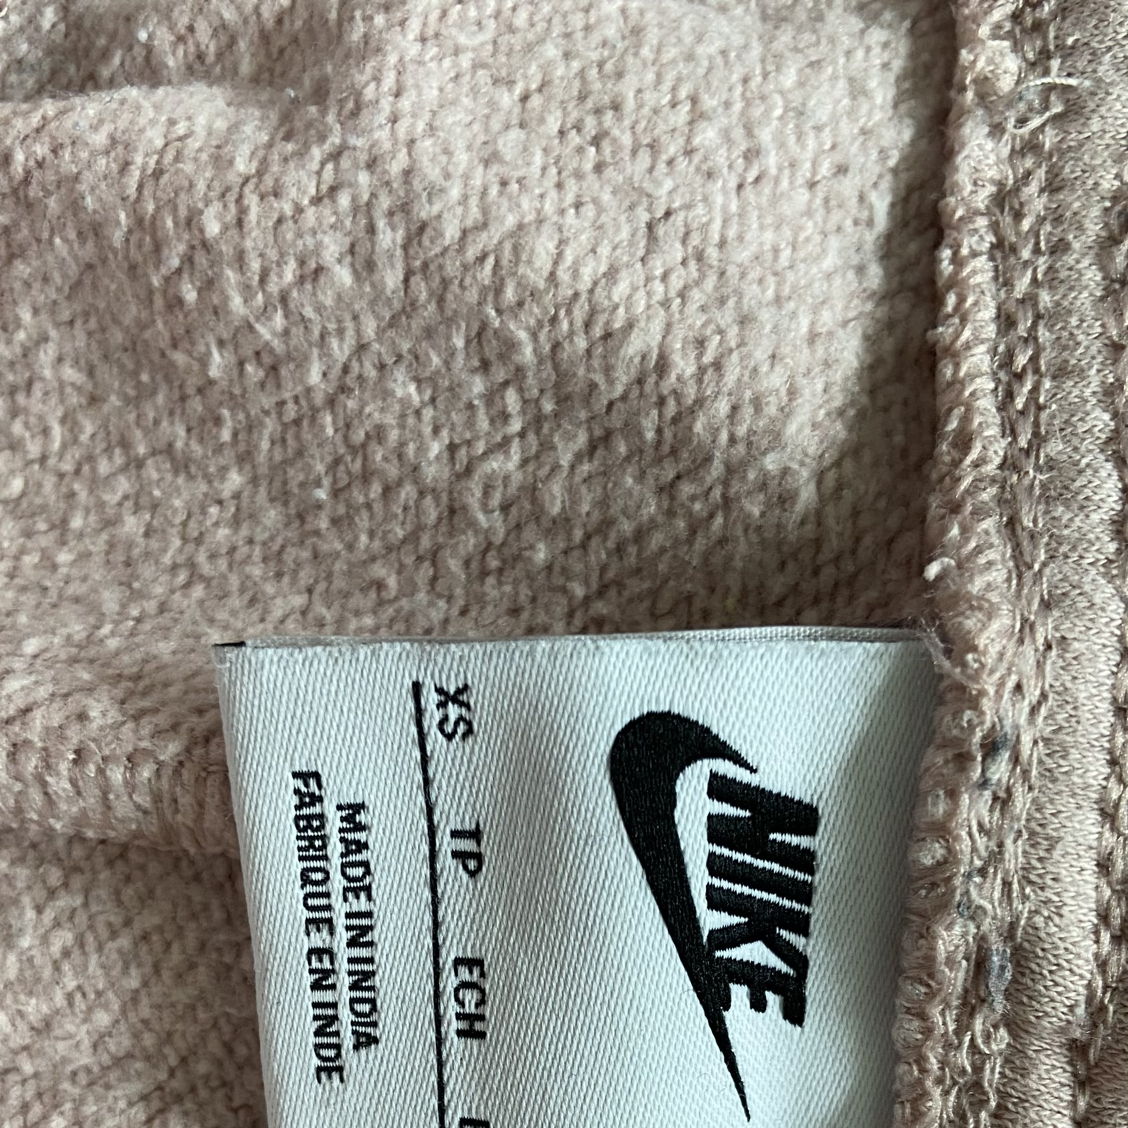 NIKE
XS TP ECH
MADE IN INDIA
FABRIQUE EN INDE